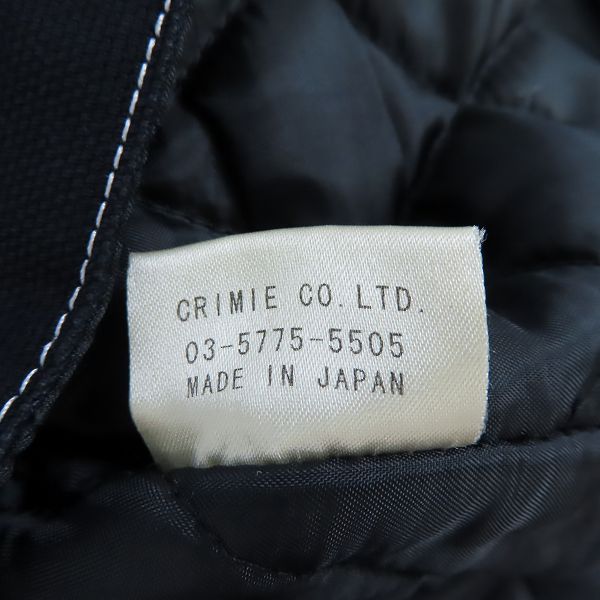 CRIMIE CO. LTD.
03-5775-5505
MADE IN JAPAN